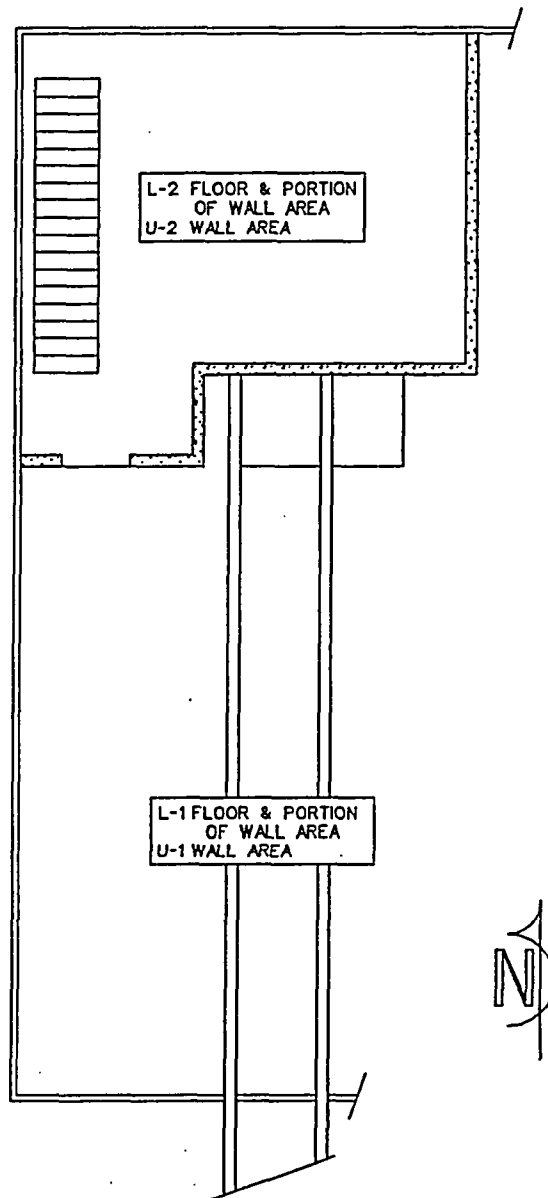 L-2 FLOOR & PORTION
OF WALL AREA
U-2 WALL AREA
L-1 FLOOR & PORTION
OF WALL AREA
U-1 WALL AREA
N